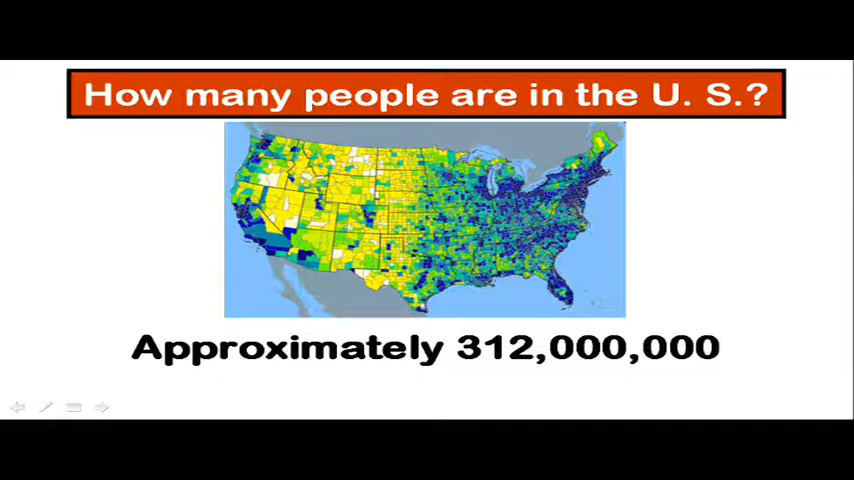 How many people are in the U. S.?
Approximately 312,000,000